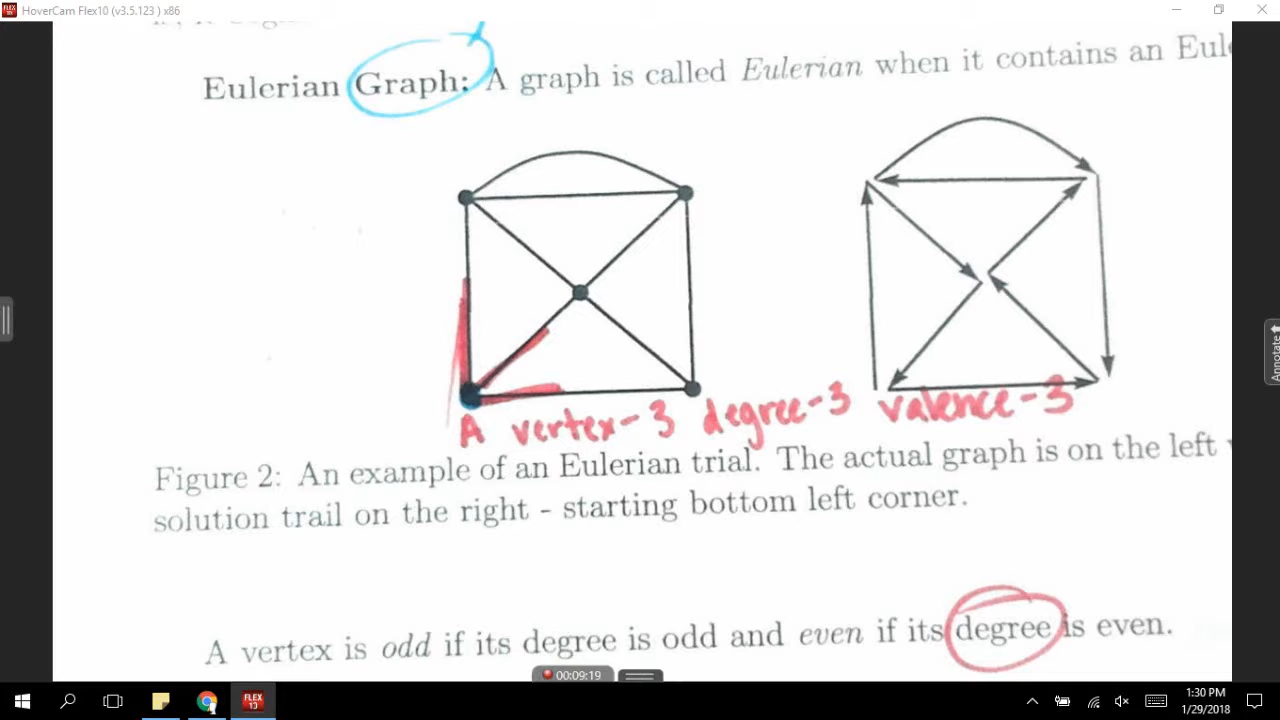 HoverCam Flex10 (v3.5.123 ) x86
Eulerian Graph: A graph is called Eulerian when it contains an Eul
A vertex-3 degree-3 valence-3
Figure 2: An example of an Eulerian trial. The actual graph is on the left
solution trail on the right - starting bottom left corner.
A vertex is odd if its degree is odd and even if its degree is even.
00:09:19
Annotate
FLEX
13
1:30 PM
1/29/2018